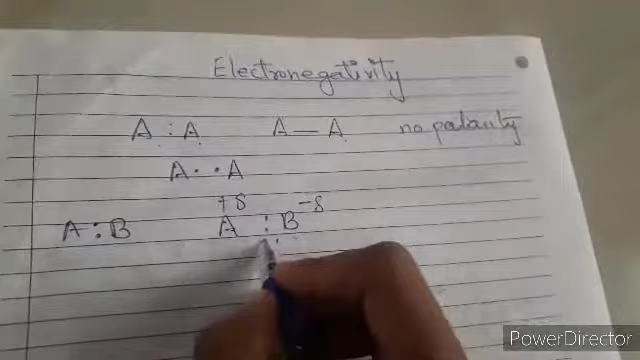 Electronegativity
A : A A — A no polarity
A · · A
+δ -δ
A : B A : B
PowerDirector